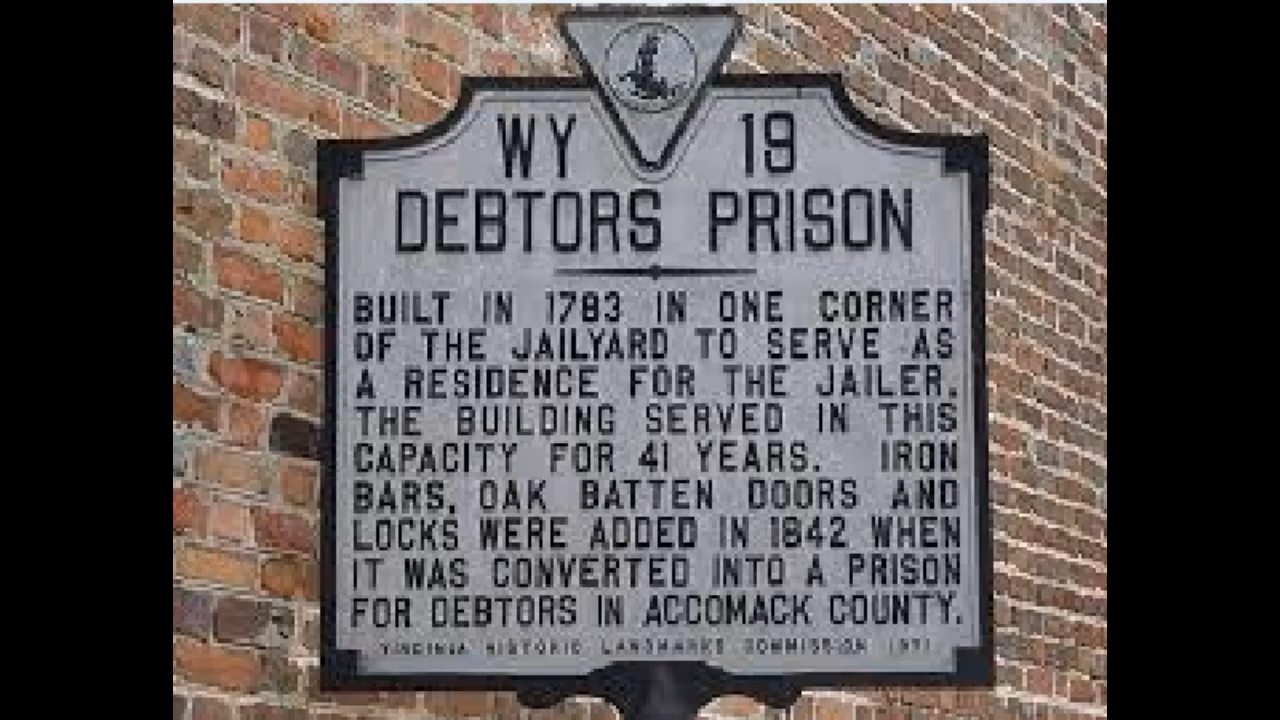 WY 19
DEBTORS PRISON
BUILT IN 1783 IN ONE CORNER
OF THE JAILYARD TO SERVE AS
A RESIDENCE FOR THE JAILER,
THE BUILDING SERVED IN THIS
CAPACITY FOR 41 YEARS. IRON
BARS, OAK BATTEN DOORS AND
LOCKS WERE ADDED IN 1842 WHEN
IT WAS CONVERTED INTO A PRISON
FOR DEBTORS IN ACCOMACK COUNTY.
VIRGINIA HISTORIC LANDMARKS COMMISSION 1971